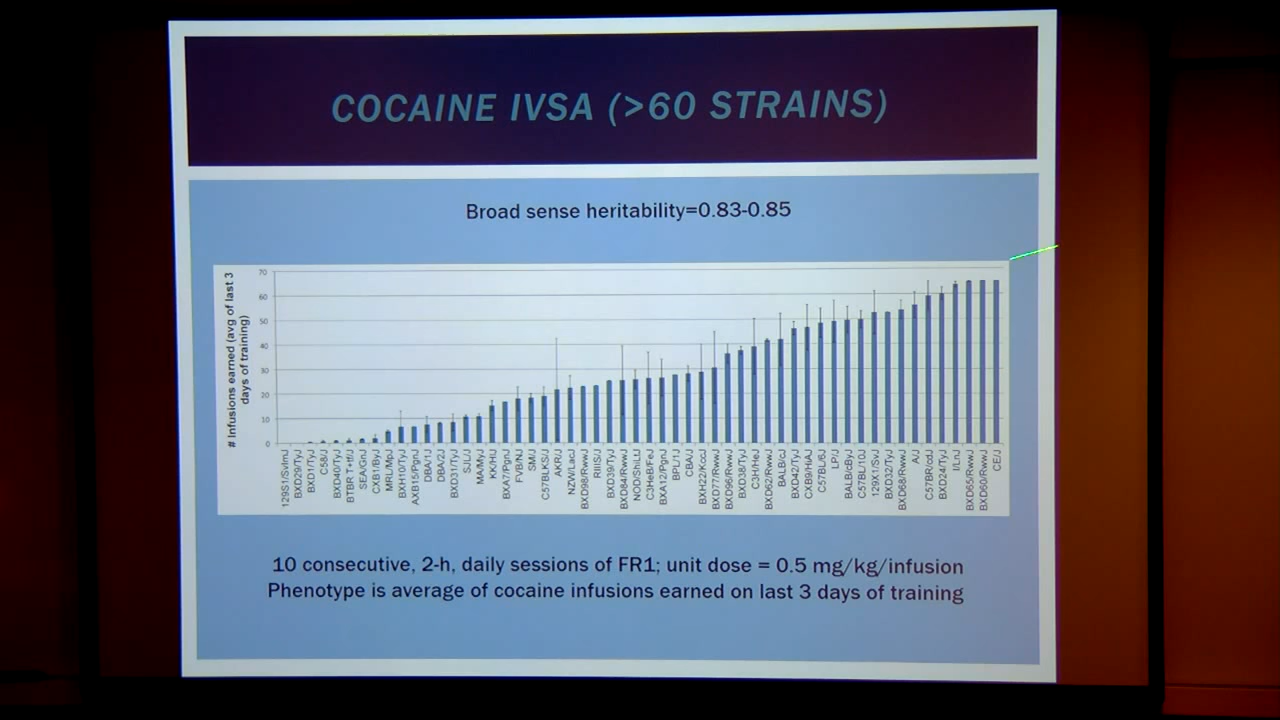 COCAINE IVSA (>60 STRAINS)
Broad sense heritability=0.83-0.85
# Infusions earned (avg of last 3
days of training)
70
60
50
40
30
20
10
0
129S1/SvImJ
BXD29/TyJ
BXD1/TyJ
C58/J
BXD40/TyJ
BTBR T+tf/J
SEA/GnJ
CXB1/ByJ
MRL/MpJ
BXH10/TyJ
AXB15/PgnJ
DBA/1J
DBA/2J
BXD31/TyJ
SJL/J
MA/MyJ
KK/HlJ
BXA7/PgnJ
FVB/NJ
SM/J
C57BLKS/J
AKR/J
NZW/LacJ
BXD98/RwwJ
RIIIS/J
BXD39/TyJ
BXD84/RwwJ
NOD/ShiLtJ
C3HeB/FeJ
BXA12/PgnJ
BPL/1J
CBA/J
BXH22/KccJ
BXD77/RwwJ
BXD96/RwwJ
BXD38/TyJ
C3H/HeJ
BXD62/RwwJ
BALB/cJ
BXD42/TyJ
CXB9/HiAJ
C57BL/6J
LP/J
BALB/cByJ
C57BL/10J
129X1/SvJ
BXD32/TyJ
BXD68/RwwJ
A/J
C57BR/cdJ
BXD24/TyJ
I/LnJ
BXD65/RwwJ
BXD60/RwwJ
CE/J
10 consecutive, 2-h, daily sessions of FR1; unit dose = 0.5 mg/kg/infusion
Phenotype is average of cocaine infusions earned on last 3 days of training